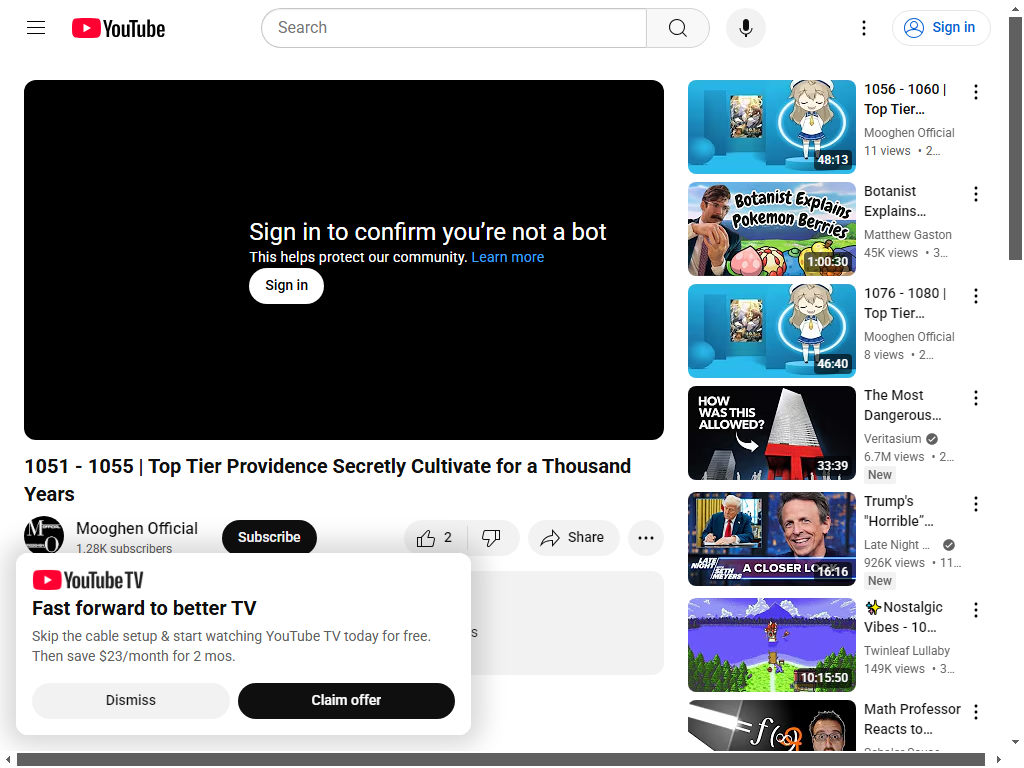 YouTube
Search
Sign in
Sign in to confirm you're not a bot
This helps protect our community. Learn more
Sign in
1051 - 1055 | Top Tier Providence Secretly Cultivate for a Thousand
Years
Mooghen Official
1.28K subscribers
Subscribe
2
Share
YouTube TV
Fast forward to better TV
Skip the cable setup & start watching YouTube TV today for free.
Then save $23/month for 2 mos.
Dismiss
Claim offer
s
48:13
1056 - 1060 |
Top Tier…
Mooghen Official
11 views • 2…
Botanist Explains
Pokemon Berries
1:00:30
Botanist
Explains…
Matthew Gaston
45K views • 3…
46:40
1076 - 1080 |
Top Tier…
Mooghen Official
8 views • 2…
HOW
WAS THIS
ALLOWED?
33:39
The Most
Dangerous…
Veritasium
6.7M views • 2…
New
LATE
NIGHT
SETH
MEYERS
A CLOSER LOOK
16:16
Trump's
"Horrible"…
Late Night …
926K views • 11…
New
10:15:50
✨Nostalgic
Vibes - 10…
Twinleaf Lullaby
149K views • 3…
Math Professor
Reacts to…